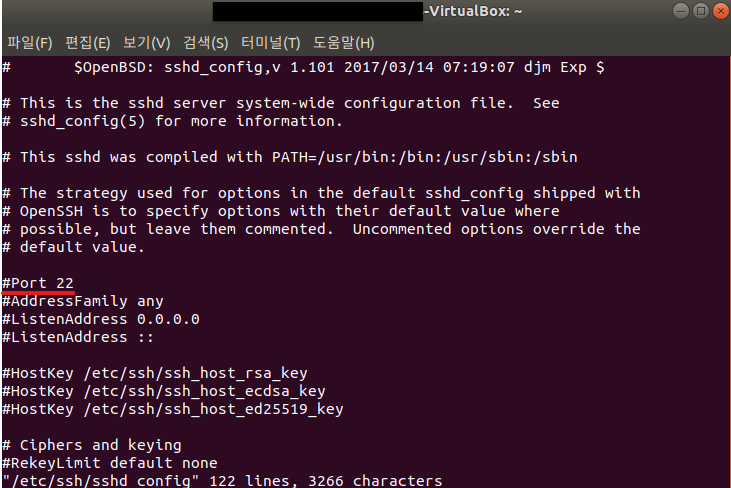 -VirtualBox: ~
파일(F) 편집(E) 보기(V) 검색(S) 터미널(T) 도움말(H)
#       $OpenBSD: sshd_config,v 1.101 2017/03/14 07:19:07 djm Exp $
# This is the sshd server system-wide configuration file.  See
# sshd_config(5) for more information.
# This sshd was compiled with PATH=/usr/bin:/bin:/usr/sbin:/sbin
# The strategy used for options in the default sshd_config shipped with
# OpenSSH is to specify options with their default value where
# possible, but leave them commented.  Uncommented options override the
# default value.
#Port 22
#AddressFamily any
#ListenAddress 0.0.0.0
#ListenAddress ::
#HostKey /etc/ssh/ssh_host_rsa_key
#HostKey /etc/ssh/ssh_host_ecdsa_key
#HostKey /etc/ssh/ssh_host_ed25519_key
# Ciphers and keying
#RekeyLimit default none
"/etc/ssh/sshd_config" 122 lines, 3266 characters